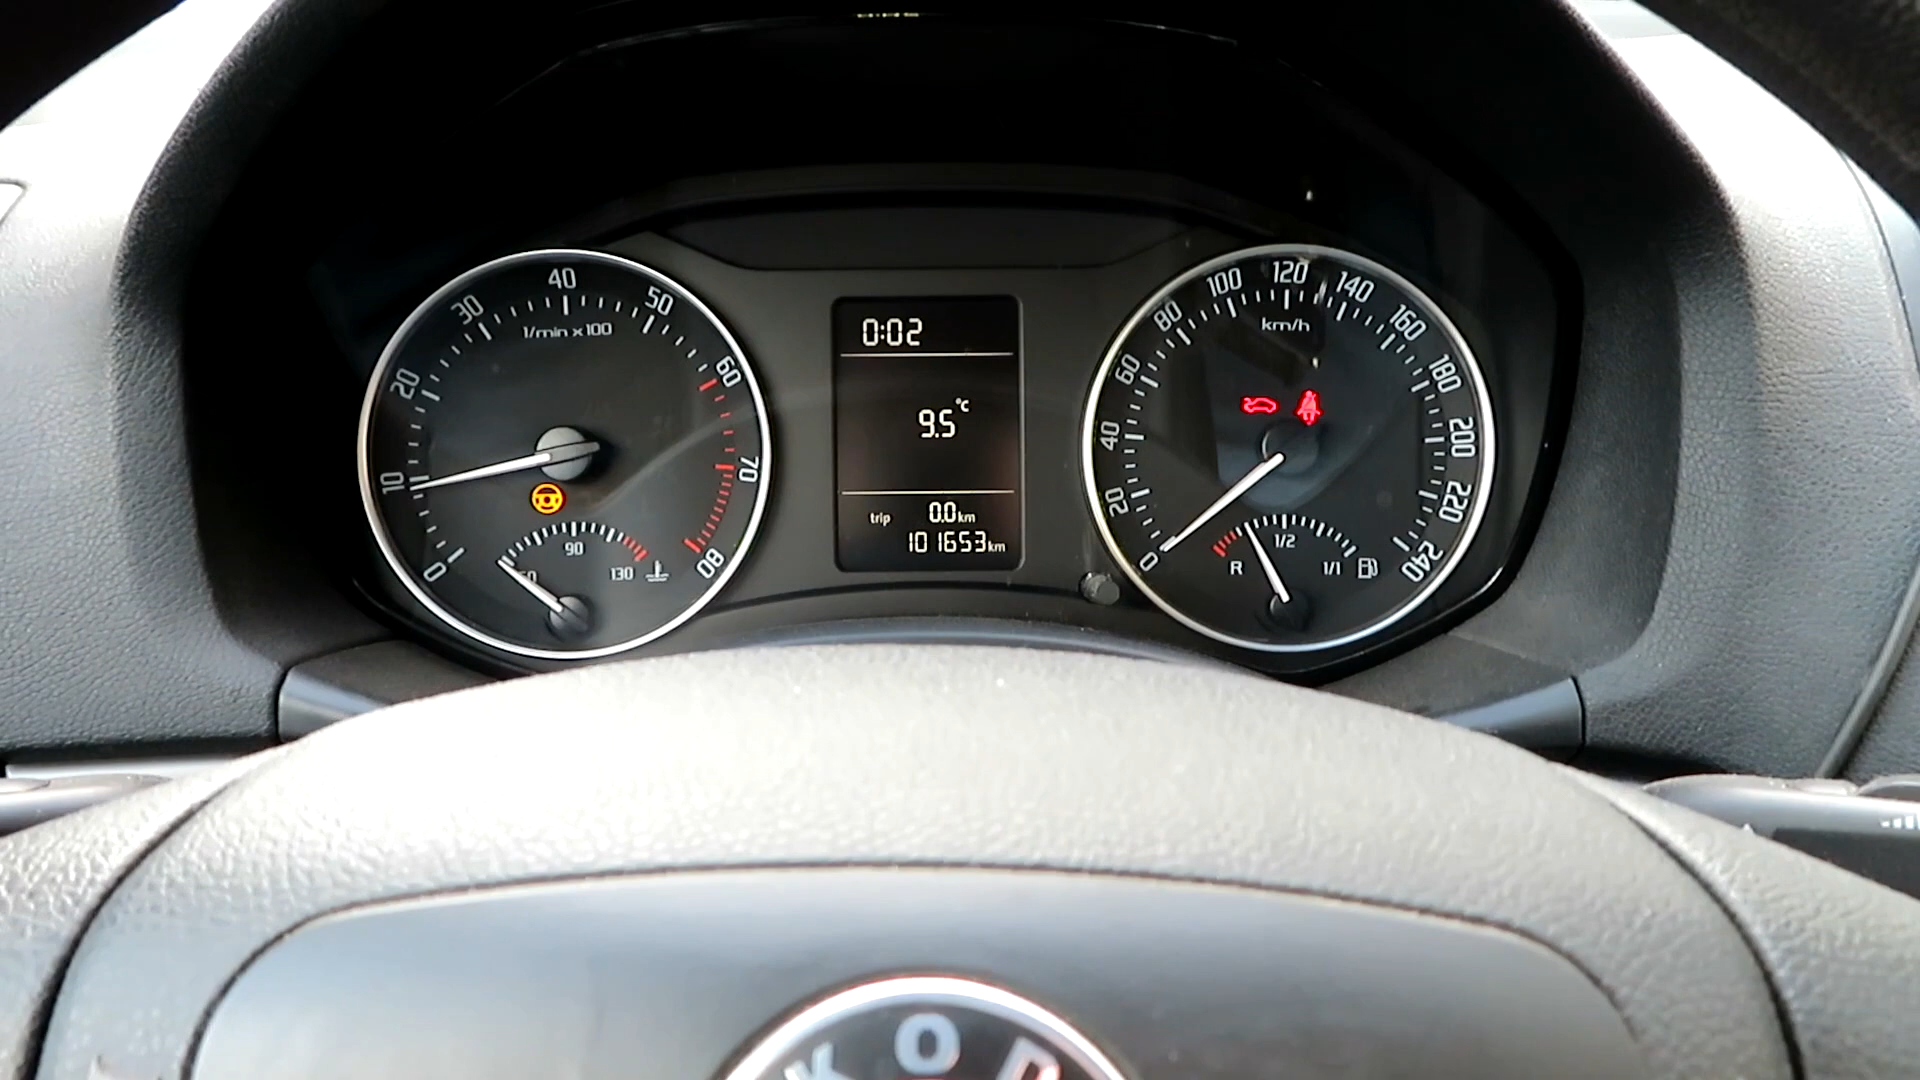 0 10 20 30 40 50 60 70 80
1/min x 100
90
130
0:02
9.5 °C
trip 0.0 km
101653 km
0 20 40 60 80 100 120 140 160 180 200 220 240
km/h
R 1/2 1/1
KOD